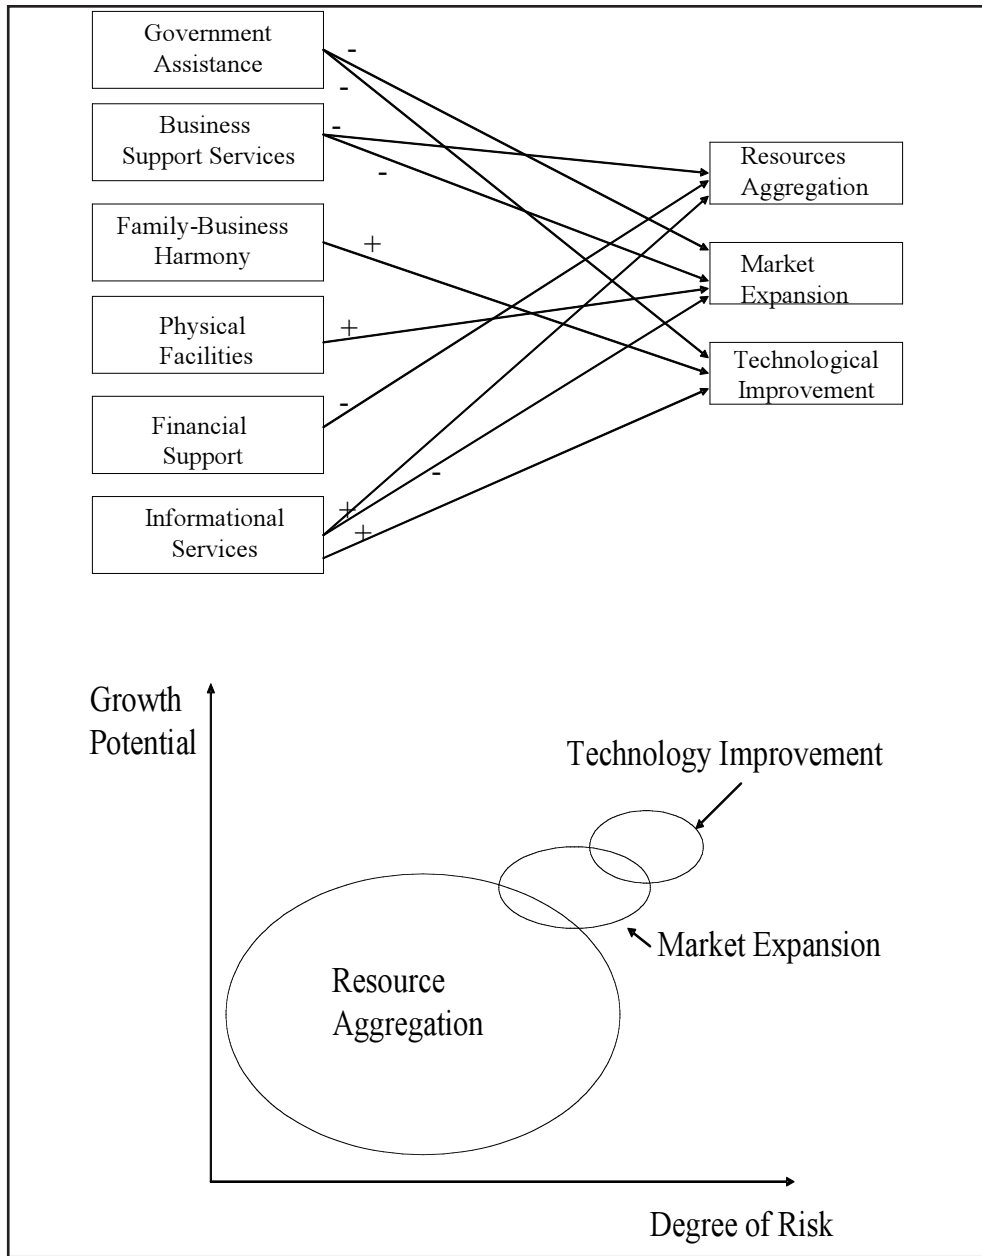 Government
Assistance
-
-
Business
Support Services
-
-
Family-Business
Harmony
+
Physical
Facilities
+
Financial
Support
-
Informational
Services
+
-
+
Resources
Aggregation
Market
Expansion
Technological
Improvement
Growth
Potential
Technology Improvement
Market Expansion
Resource
Aggregation
Degree of Risk